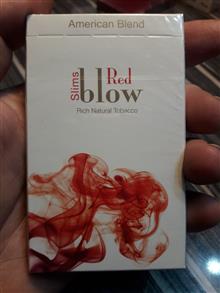 American Blend
Slims
Red
blow
Rich Natural Tobacco